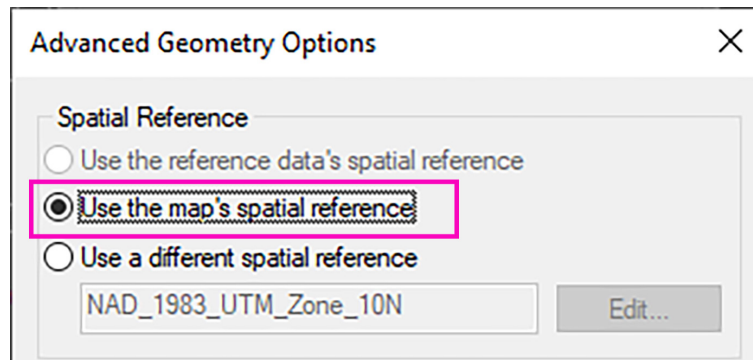 Advanced Geometry Options
Spatial Reference
Use the reference data's spatial reference
Use the map's spatial reference
Use a different spatial reference
NAD_1983_UTM_Zone_10N
Edit...